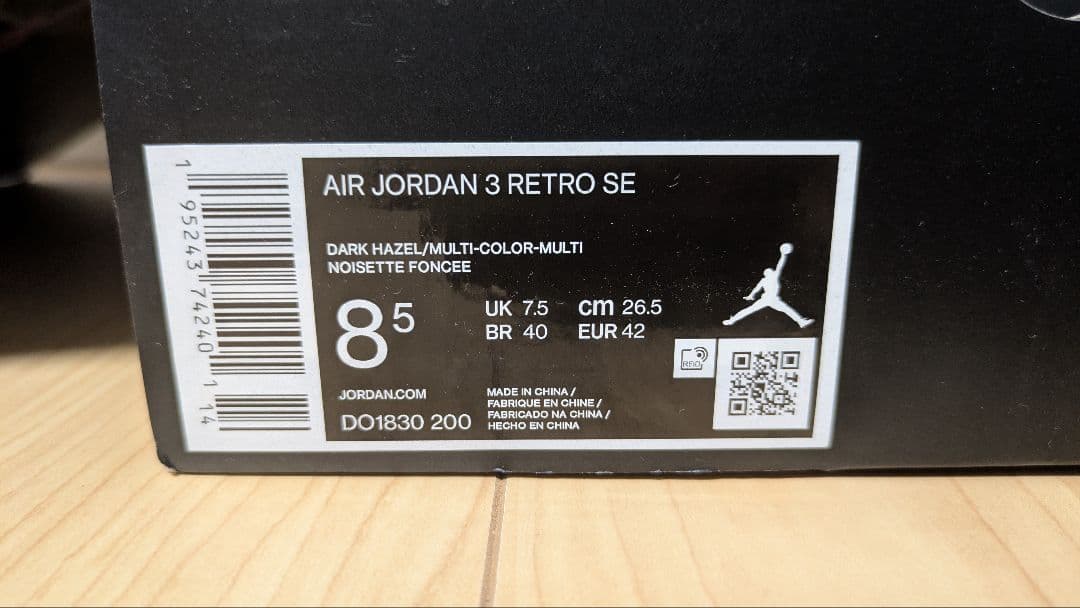 AIR JORDAN 3 RETRO SE
DARK HAZEL/MULTI-COLOR-MULTI
NOISETTE FONCEE
8 5
UK 7.5 cm 26.5
BR 40 EUR 42
RFID
JORDAN.COM
DO1830 200
MADE IN CHINA /
FABRIQUE EN CHINE /
FABRICADO NA CHINA /
HECHO EN CHINA
1 95243 74240 1 14